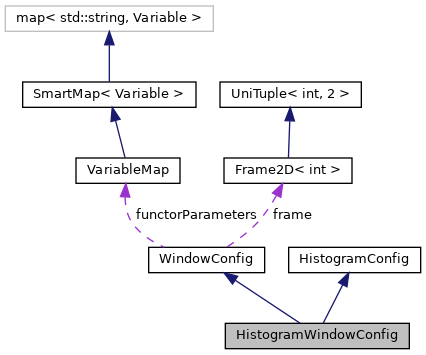 map< std::string, Variable >
SmartMap< Variable >
UniTuple< int, 2 >
VariableMap
Frame2D< int >
functorParameters
frame
WindowConfig
HistogramConfig
HistogramWindowConfig